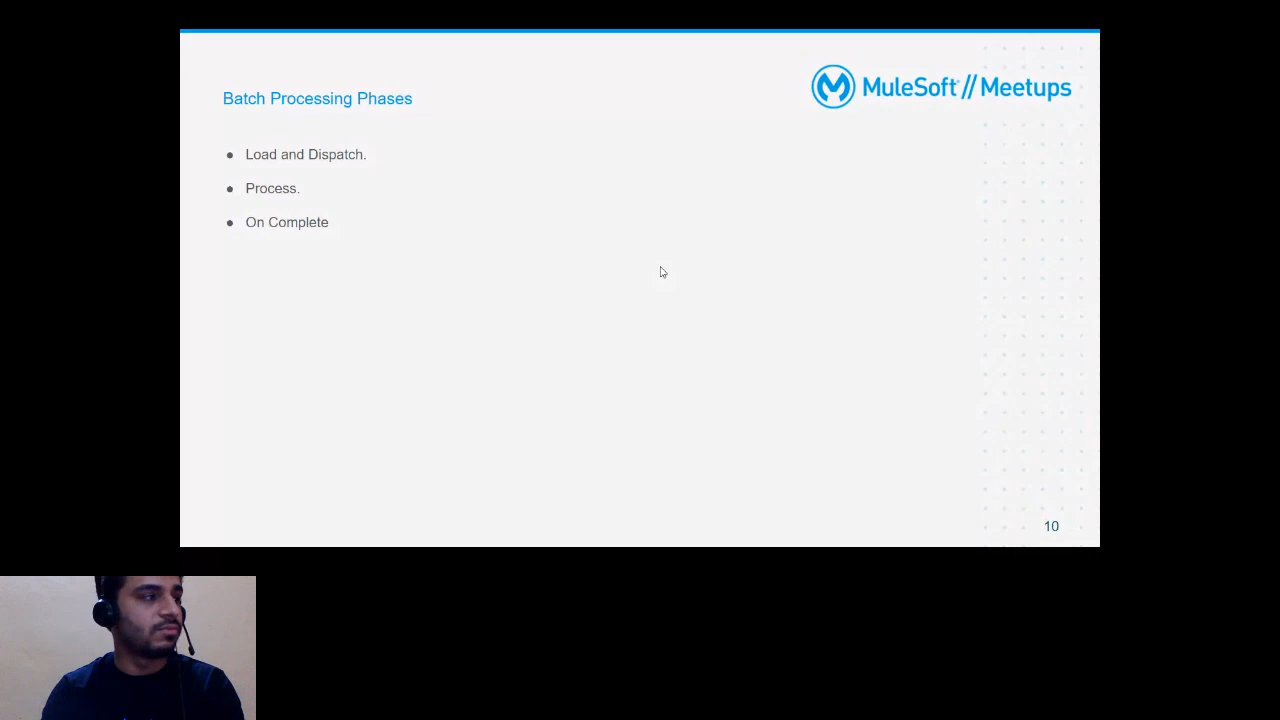 MuleSoft // Meetups
Batch Processing Phases
● Load and Dispatch.
● Process.
● On Complete
10